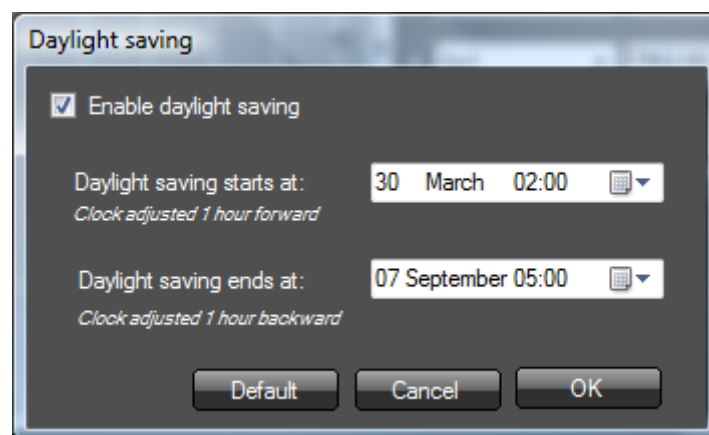 Daylight saving
Enable daylight saving
Daylight saving starts at: 30 March 02:00
Clock adjusted 1 hour forward
Daylight saving ends at: 07 September 05:00
Clock adjusted 1 hour backward
Default Cancel OK